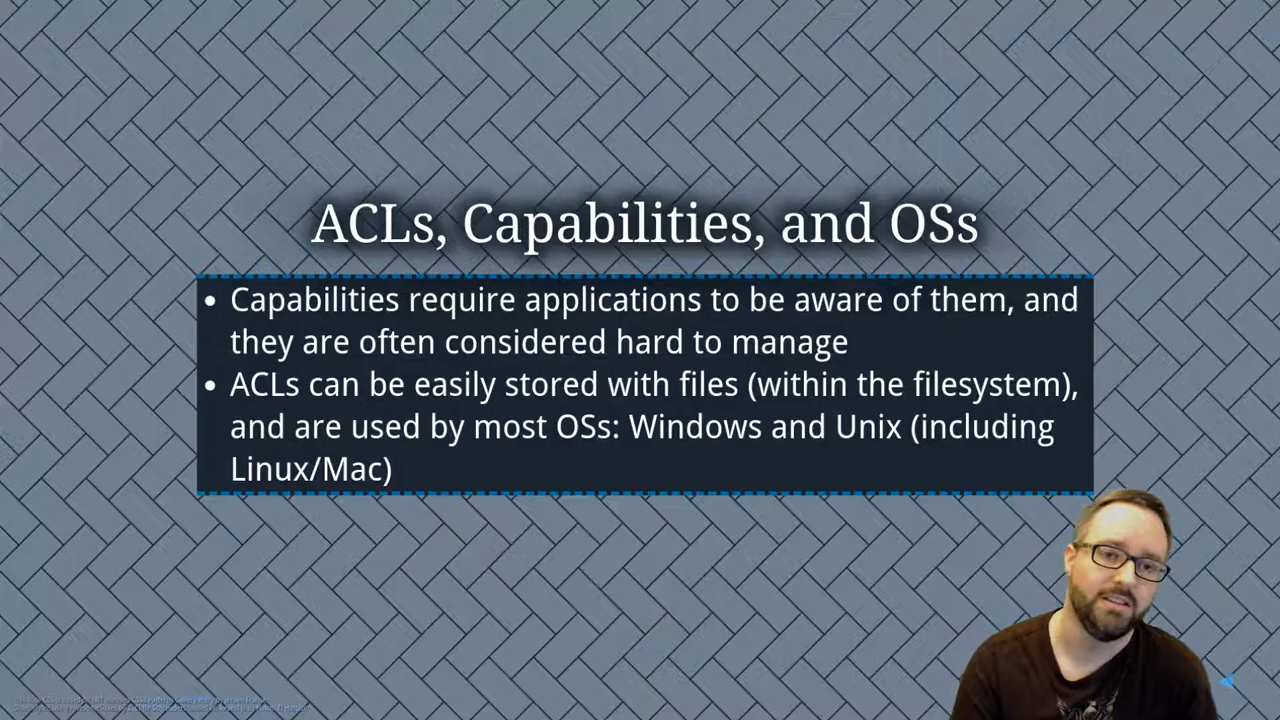 ACLs, Capabilities, and OSs
• Capabilities require applications to be aware of them, and
they are often considered hard to manage
• ACLs can be easily stored with files (within the filesystem),
and are used by most OSs: Windows and Unix (including
Linux/Mac)